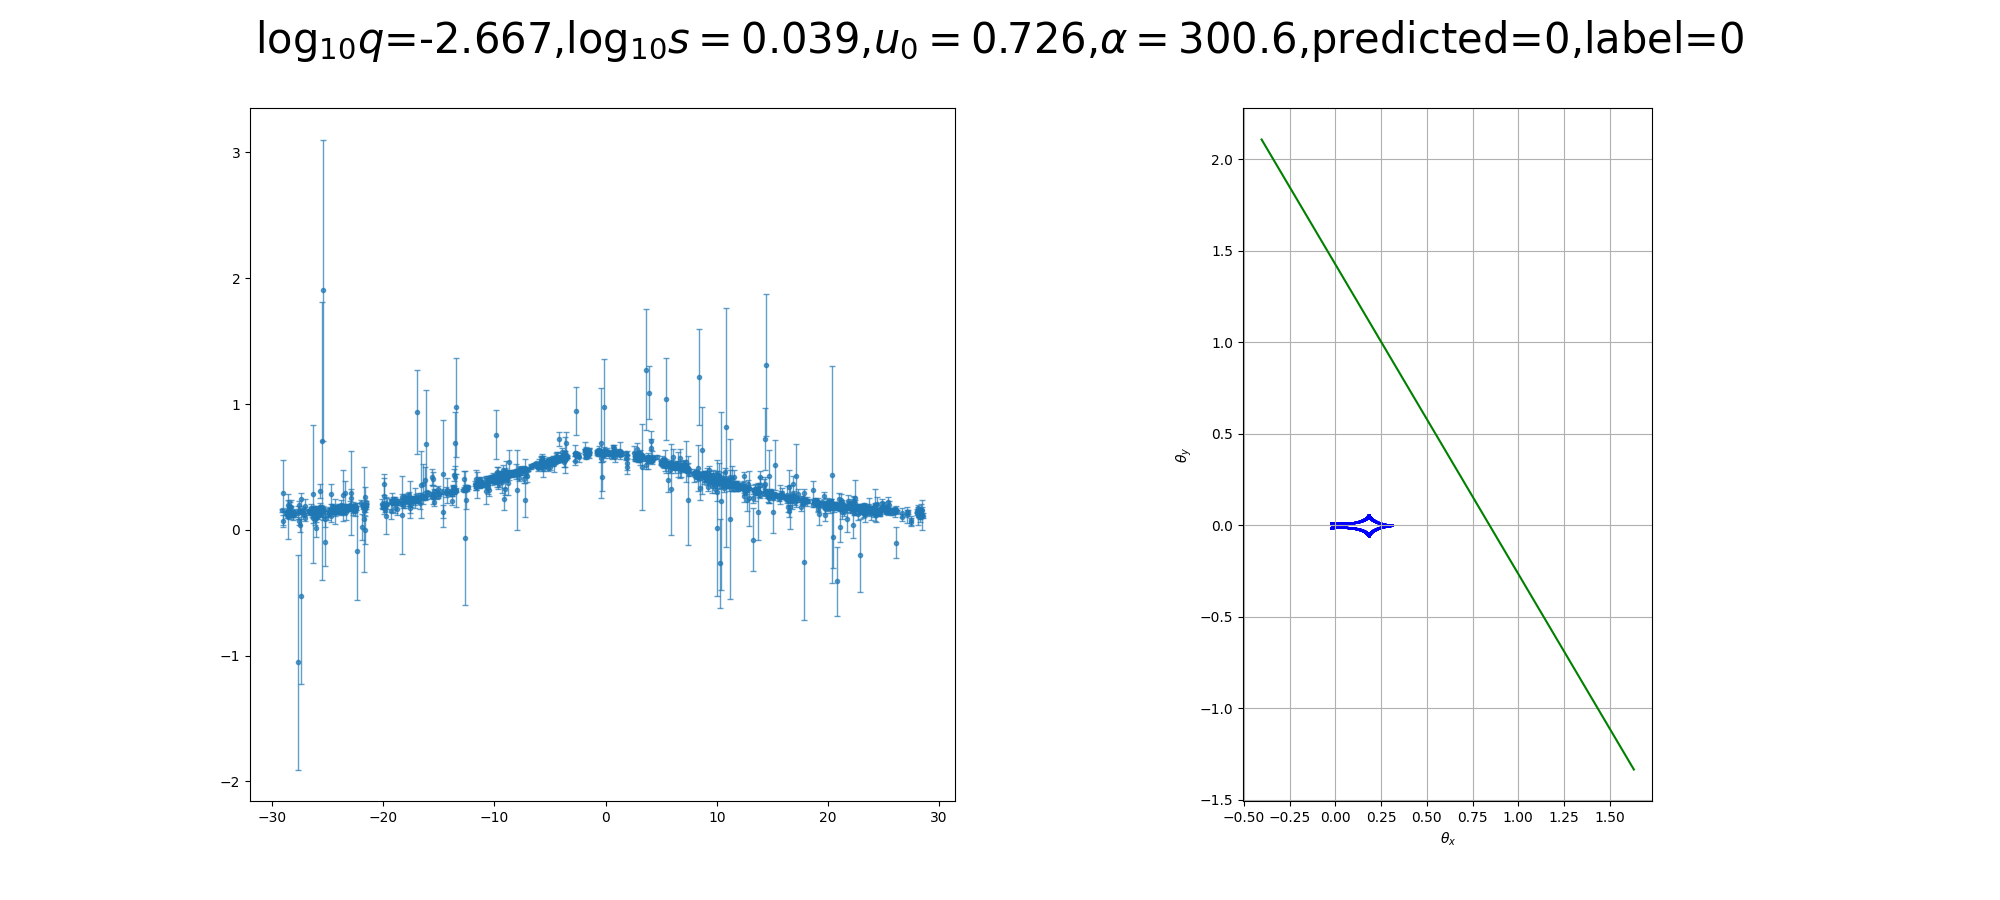 log₁₀q=-2.667,log₁₀s = 0.039,u₀ = 0.726,α = 300.6,predicted=0,label=0
3
2
1
0
−1
−2
−30 −20 −10 0 10 20 30
2.0
1.5
1.0
0.5
0.0
−0.5
−1.0
−1.5
θy
−0.50 −0.25 0.00 0.25 0.50 0.75 1.00 1.25 1.50
θx